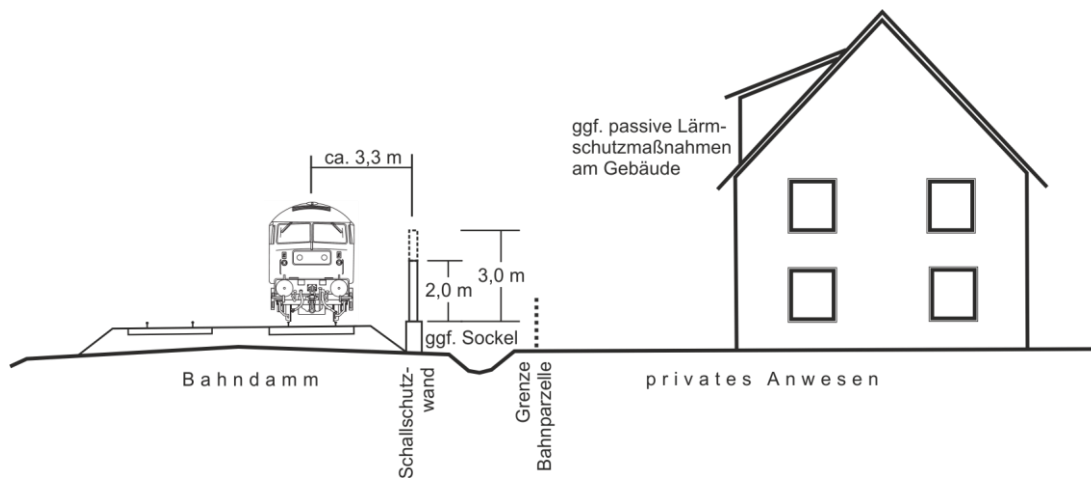 ggf. passive Lärm-
schutzmaßnahmen
am Gebäude
ca. 3,3 m
3,0 m
2,0 m
ggf. Sockel
Bahndamm
Schallschutz-
wand
Grenze
Bahnparzelle
privates Anwesen